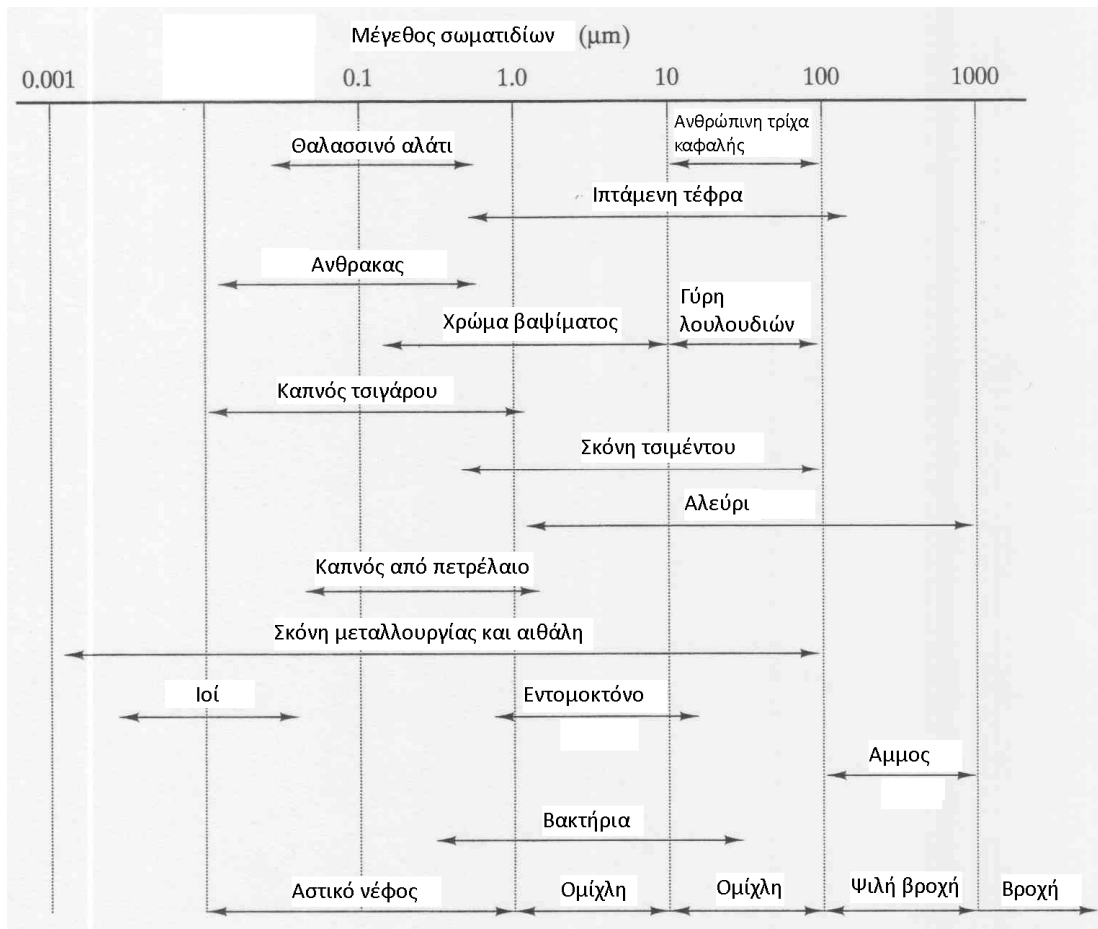 Μέγεθος σωματιδίων (μm)
0.001 0.1 1.0 10 100 1000
Θαλασσινό αλάτι
Ανθρώπινη τρίχα
καφαλής
Ιπτάμενη τέφρα
Ανθρακας
Χρώμα βαψίματος
Γύρη
λουλουδιών
Καπνός τσιγάρου
Σκόνη τσιμέντου
Αλεύρι
Καπνός από πετρέλαιο
Σκόνη μεταλλουργίας και αιθάλη
Ιοί Εντομοκτόνο
Αμμος
Βακτήρια
Αστικό νέφος Ομίχλη Ομίχλη Ψιλή βροχή Βροχή